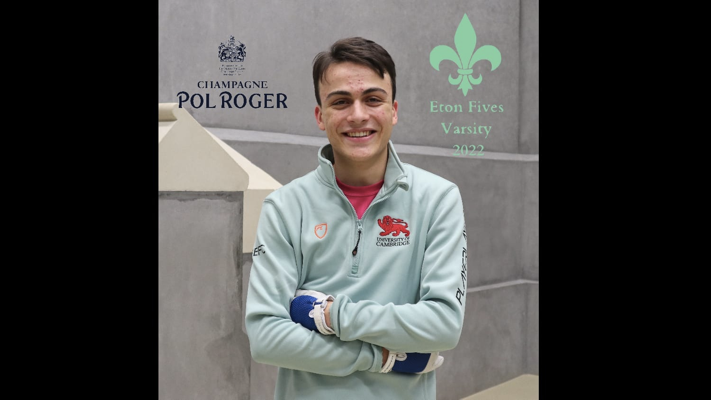 CHAMPAGNE
POL ROGER
Eton Fives
Varsity
2022
UNIVERSITY OF
CAMBRIDGE